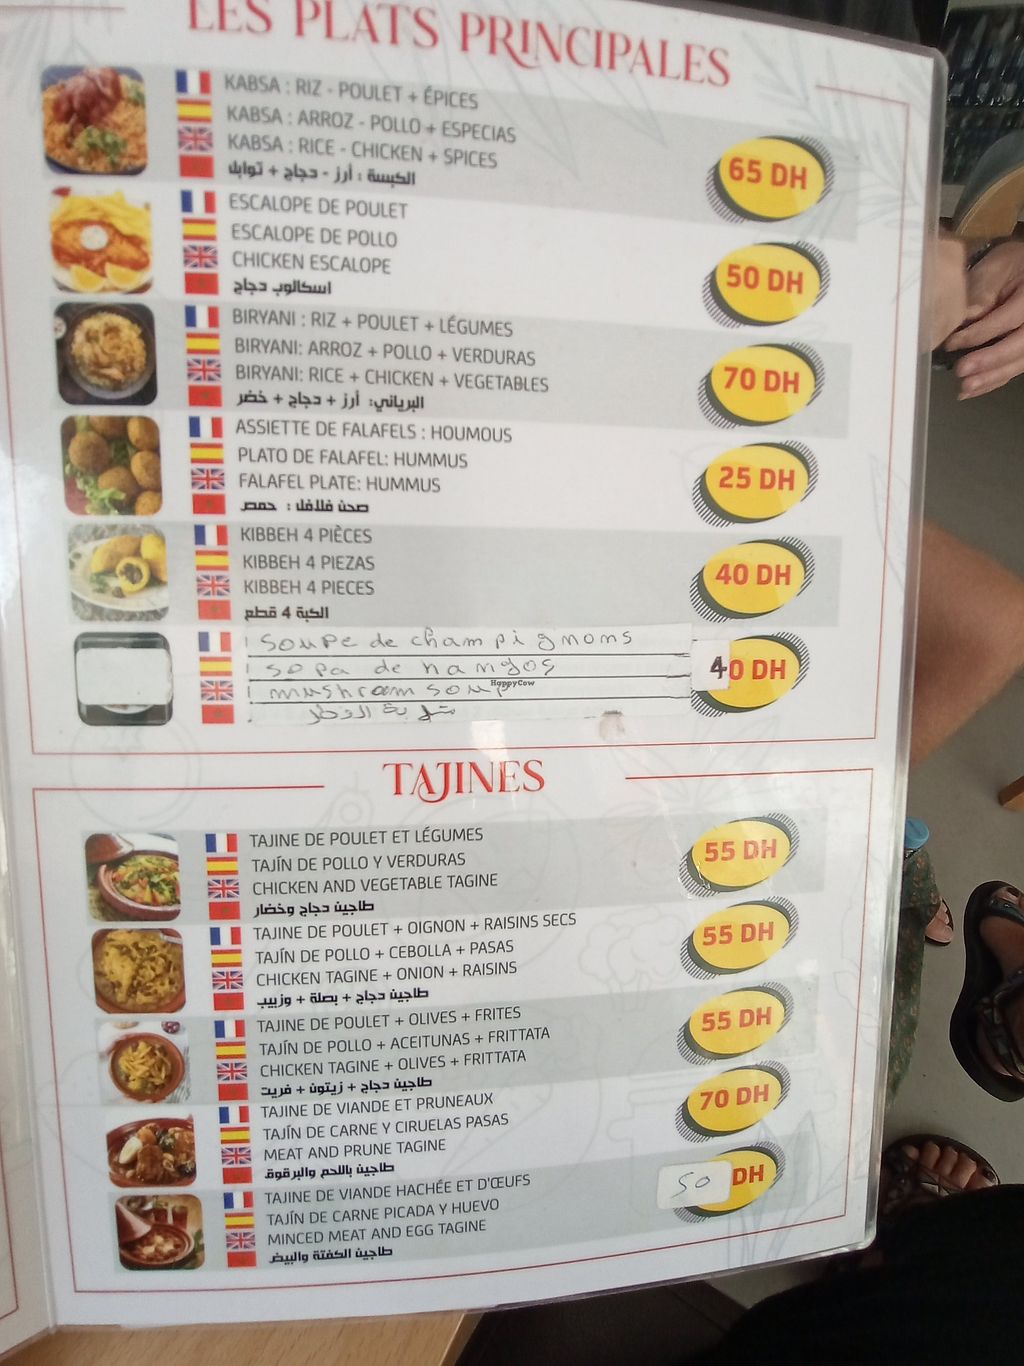 LES PLATS PRINCIPALES
KABSA : RIZ - POULET + ÉPICES
KABSA : ARROZ - POLLO + ESPECIAS
KABSA : RICE - CHICKEN + SPICES
الكبسة : أرز - دجاج + توابل
65 DH
ESCALOPE DE POULET
ESCALOPE DE POLLO
CHICKEN ESCALOPE
اسكالوب دجاج
50 DH
BIRYANI : RIZ + POULET + LÉGUMES
BIRYANI: ARROZ + POLLO + VERDURAS
BIRYANI: RICE + CHICKEN + VEGETABLES
البرياني: أرز + دجاج + خضر
70 DH
ASSIETTE DE FALAFELS : HOUMOUS
PLATO DE FALAFEL: HUMMUS
FALAFEL PLATE: HUMMUS
صحن فلافل : حمص
25 DH
KIBBEH 4 PIÈCES
KIBBEH 4 PIEZAS
KIBBEH 4 PIECES
الكبة 4 قطع
40 DH
soupe de champignoms
sopa de hangos
mushroom soup
HappyCow
40 DH
TAJINES
TAJINE DE POULET ET LÉGUMES
TAJÍN DE POLLO Y VERDURAS
CHICKEN AND VEGETABLE TAGINE
طاجين دجاج وخضار
55 DH
TAJINE DE POULET + OIGNON + RAISINS SECS
TAJÍN DE POLLO + CEBOLLA + PASAS
CHICKEN TAGINE + ONION + RAISINS
طاجين دجاج + بصلة + وزبيب
55 DH
TAJINE DE POULET + OLIVES + FRITES
TAJÍN DE POLLO + ACEITUNAS + FRITTATA
CHICKEN TAGINE + OLIVES + FRITTATA
طاجين دجاج + زيتون + فريت
55 DH
TAJINE DE VIANDE ET PRUNEAUX
TAJÍN DE CARNE Y CIRUELAS PASAS
MEAT AND PRUNE TAGINE
طاجين باللحم والبرقوق
70 DH
TAJINE DE VIANDE HACHÉE ET D'ŒUFS
TAJÍN DE CARNE PICADA Y HUEVO
MINCED MEAT AND EGG TAGINE
طاجين الكفتة والبيض
50 DH